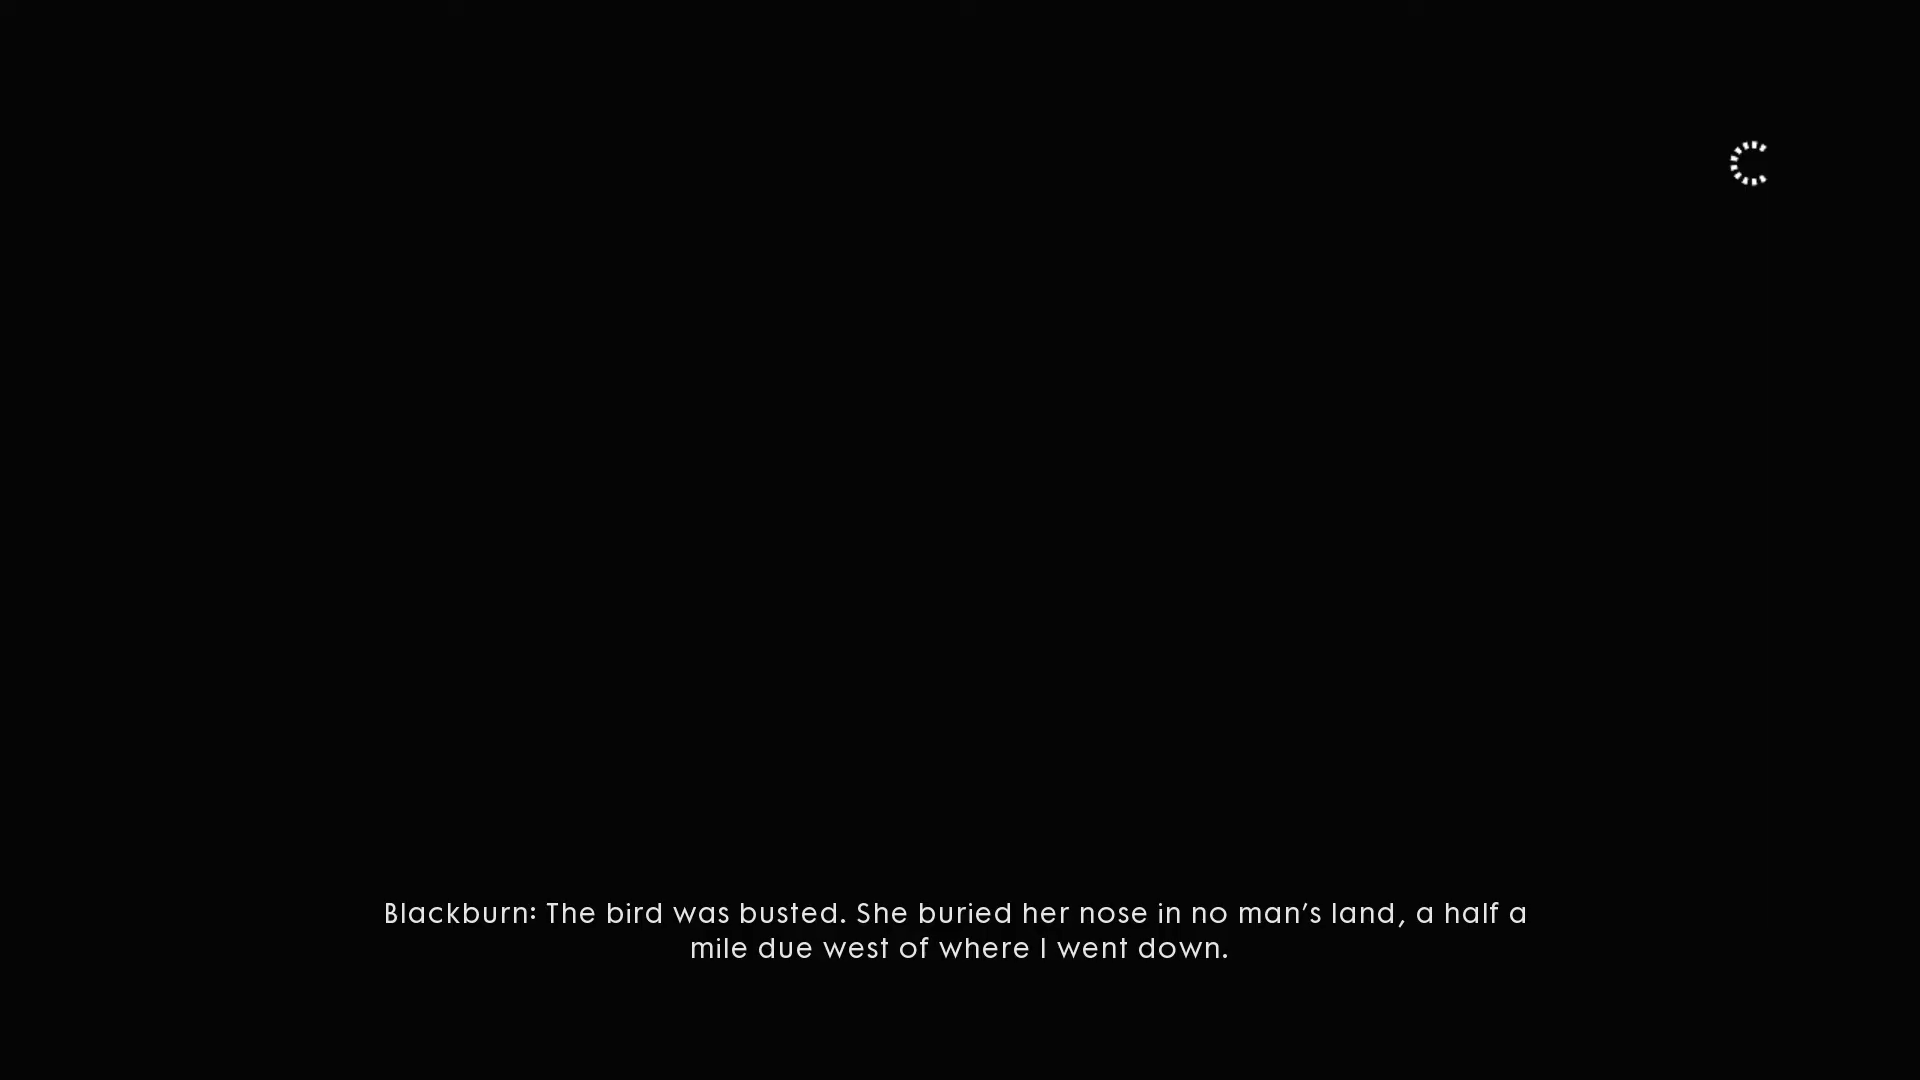 Blackburn: The bird was busted. She buried her nose in no man’s land, a half a
mile due west of where I went down.